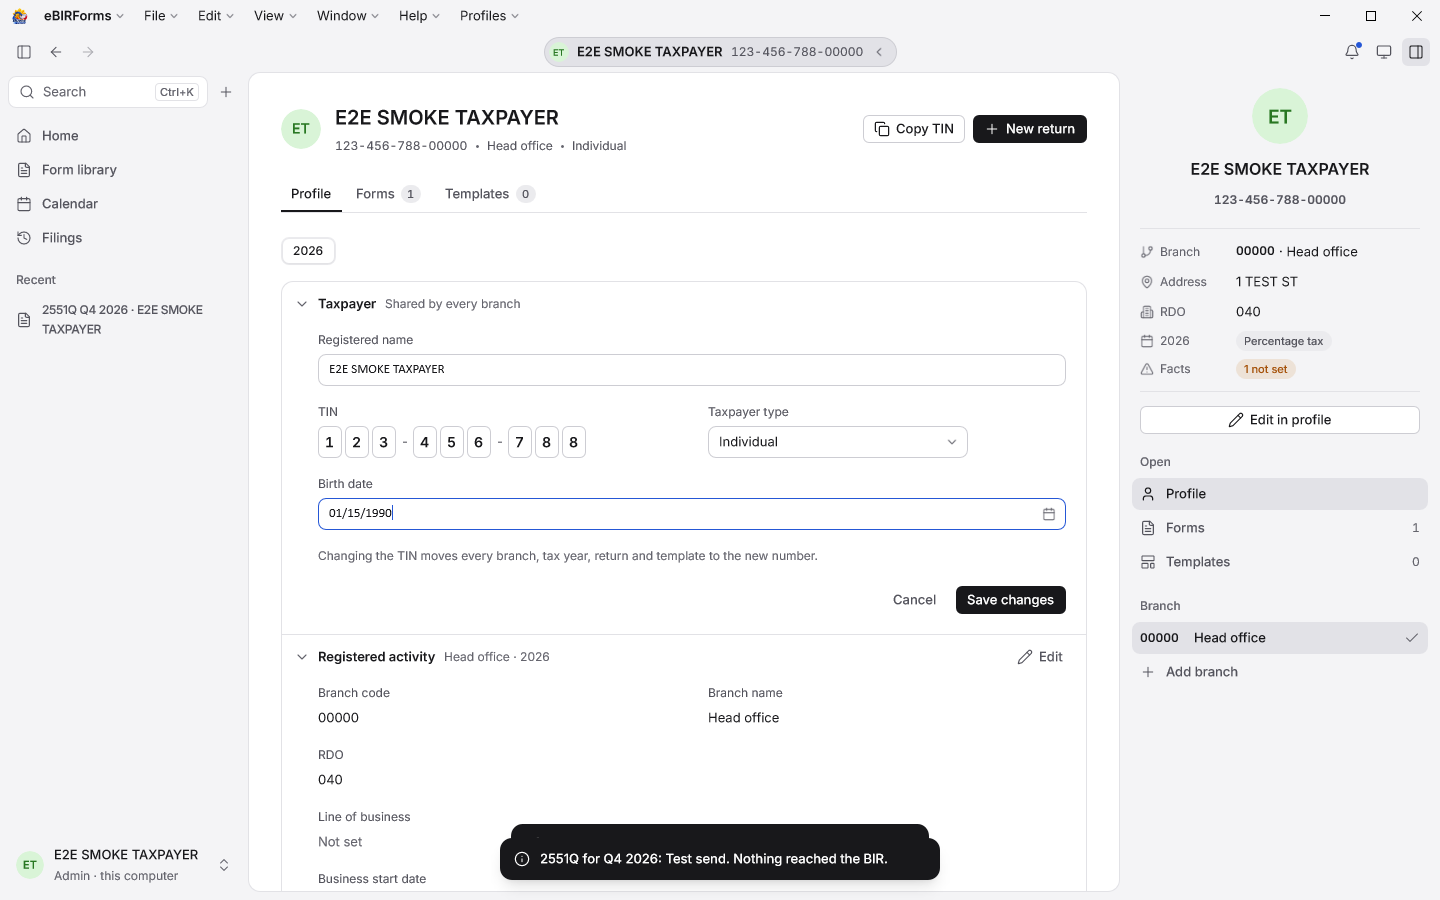 eBIRForms File Edit View Window Help Profiles
ET E2E SMOKE TAXPAYER 123-456-788-00000
Search Ctrl+K
Home
Form library
Calendar
Filings
Recent
2551Q Q4 2026 · E2E SMOKE
TAXPAYER
ET
E2E SMOKE TAXPAYER
Admin · this computer
ET
E2E SMOKE TAXPAYER
123-456-788-00000 • Head office • Individual
Copy TIN
New return
Profile Forms 1 Templates 0
2026
Taxpayer Shared by every branch
Registered name
E2E SMOKE TAXPAYER
TIN
1 2 3 - 4 5 6 - 7 8 8
Taxpayer type
Individual
Birth date
01/15/1990
Changing the TIN moves every branch, tax year, return and template to the new number.
Cancel Save changes
Registered activity Head office · 2026 Edit
Branch code
00000
Branch name
Head office
RDO
040
Line of business
Not set
Business start date
2551Q for Q4 2026: Test send. Nothing reached the BIR.
ET
E2E SMOKE TAXPAYER
123-456-788-00000
Branch 00000 · Head office
Address 1 TEST ST
RDO 040
2026 Percentage tax
Facts 1 not set
Edit in profile
Open
Profile
Forms 1
Templates 0
Branch
00000 Head office
Add branch